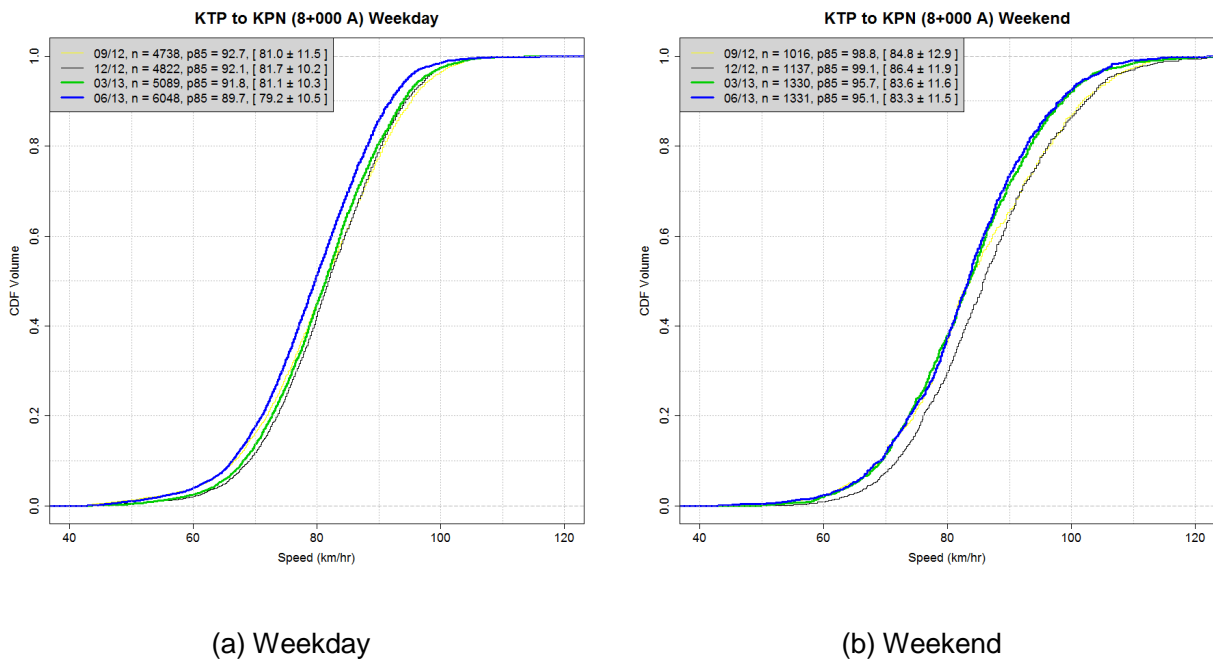 KTP to KPN (8+000 A) Weekday
09/12, n = 4738, p85 = 92.7, [ 81.0 ± 11.5 ]
12/12, n = 4822, p85 = 92.1, [ 81.7 ± 10.2 ]
03/13, n = 5089, p85 = 91.8, [ 81.1 ± 10.3 ]
06/13, n = 6048, p85 = 89.7, [ 79.2 ± 10.5 ]
CDF Volume
1.0
0.8
0.6
0.4
0.2
0.0
40 60 80 100 120
Speed (km/hr)
(a) Weekday
KTP to KPN (8+000 A) Weekend
09/12, n = 1016, p85 = 98.8, [ 84.8 ± 12.9 ]
12/12, n = 1137, p85 = 99.1, [ 86.4 ± 11.9 ]
03/13, n = 1330, p85 = 95.7, [ 83.6 ± 11.6 ]
06/13, n = 1331, p85 = 95.1, [ 83.3 ± 11.5 ]
CDF Volume
1.0
0.8
0.6
0.4
0.2
0.0
40 60 80 100 120
Speed (km/hr)
(b) Weekend